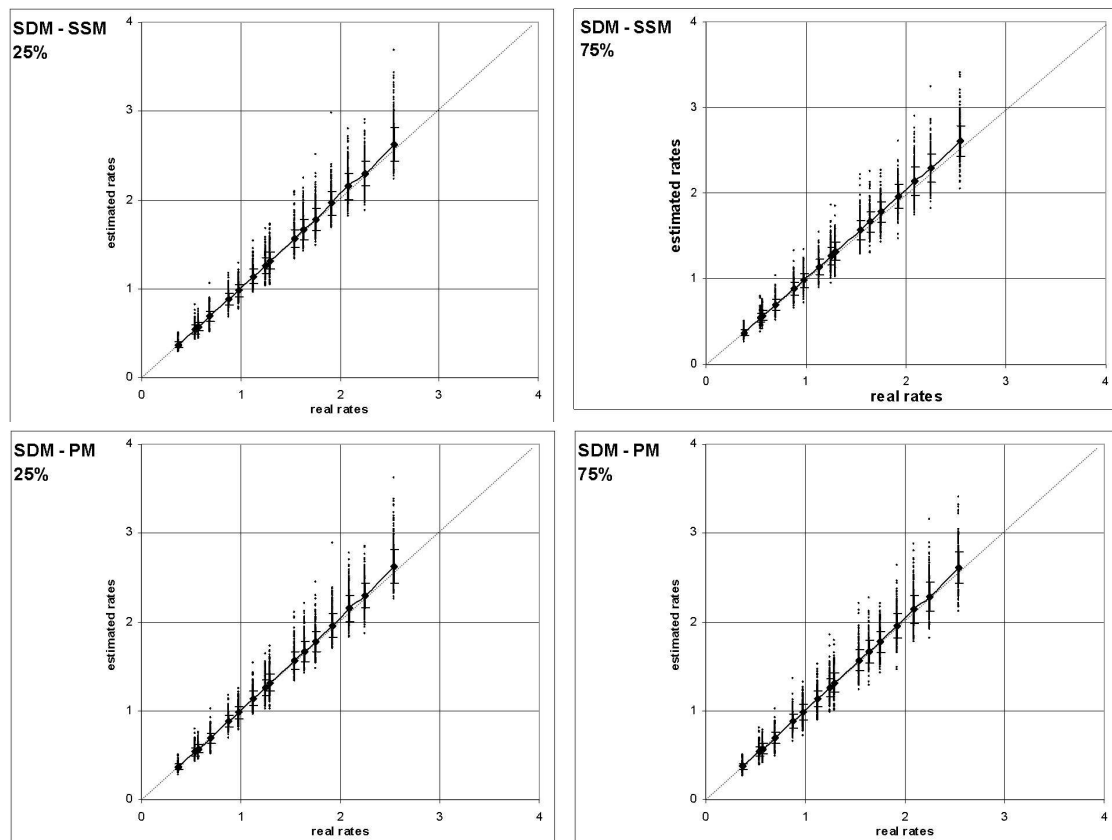 SDM - SSM
25%
4
3
2
1
0
estimated rates
0 1 2 3 4
real rates
SDM - SSM
75%
4
3
2
1
0
estimated rates
0 1 2 3 4
real rates
SDM - PM
25%
4
3
2
1
0
estimated rates
0 1 2 3 4
real rates
SDM - PM
75%
4
3
2
1
0
estimated rates
0 1 2 3 4
real rates